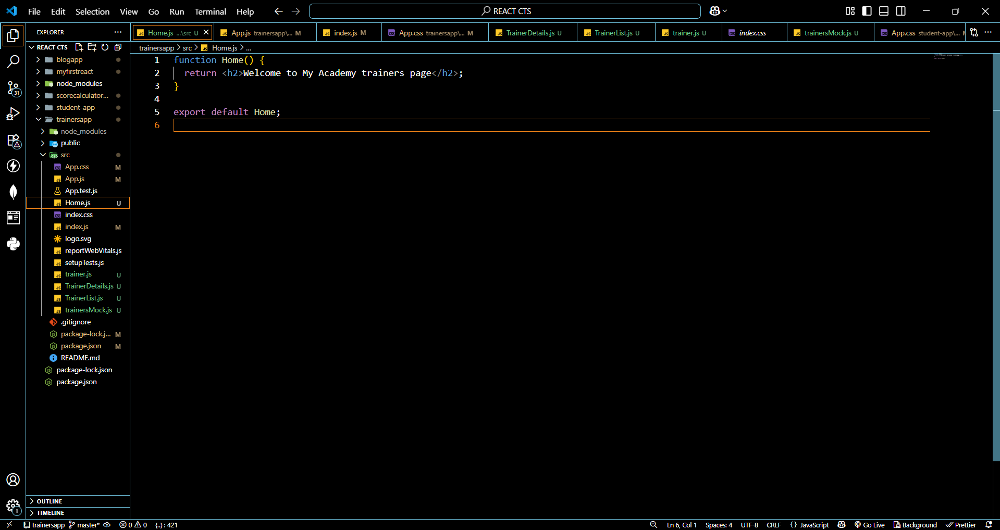 File Edit Selection View Go Run Terminal Help
REACT CTS
EXPLORER
Home.js ...\src U
App.js trainersapp\... M
index.js M
App.css trainersapp\... M
TrainerDetails.js U
TrainerList.js U
trainer.js U
index.css
trainersMock.js U
App.css student-app\...
REACT CTS
blogapp
myfirstreact
node_modules
scorecalculator...
student-app
trainersapp
node_modules
public
src
App.css M
App.js M
App.test.js
Home.js U
index.css
index.js M
logo.svg
reportWebVitals.js
setupTests.js
trainer.js U
TrainerDetails.js U
TrainerList.js U
trainersMock.js U
.gitignore
package-lock.j... M
package.json M
README.md
package-lock.json
package.json
OUTLINE
TIMELINE
31
1
trainersapp > src > Home.js > ...
1 function Home() {
2 return <h2>Welcome to My Academy trainers page</h2>;
3 }
4
5 export default Home;
6
trainersapp master* 0 0 {..} : 421
Ln 6, Col 1 Spaces: 4 UTF-8 CRLF {} JavaScript Go Live Background Prettier